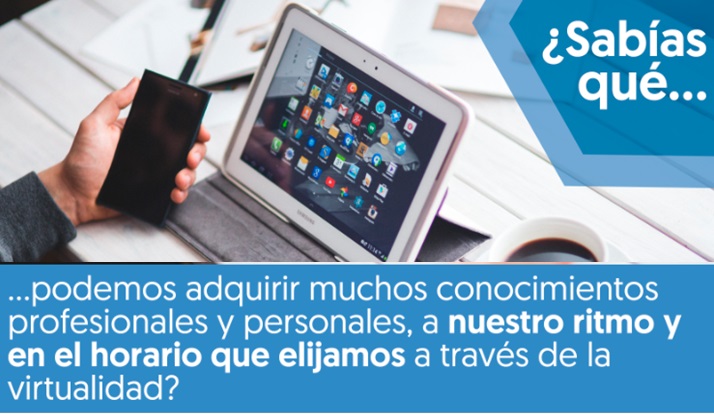 ¿Sabías
qué...
SAMSUNG
...podemos adquirir muchos conocimientos
profesionales y personales, a nuestro ritmo y
en el horario que elijamos a través de la
virtualidad?